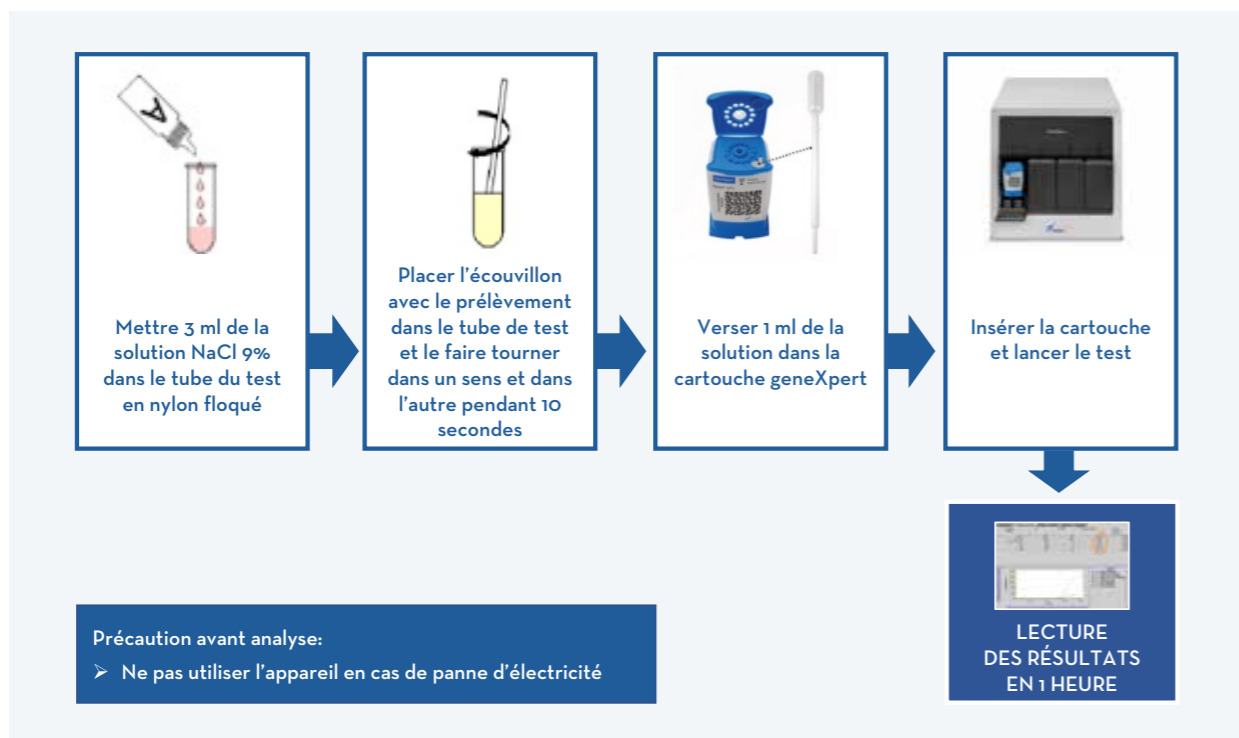 A
Mettre 3 ml de la
solution NaCl 9%
dans le tube du test
en nylon floqué
Placer l'écouvillon
avec le prélèvement
dans le tube de test
et le faire tourner
dans un sens et dans
l'autre pendant 10
secondes
Verser 1 ml de la
solution dans la
cartouche geneXpert
Insérer la cartouche
et lancer le test
LECTURE
DES RÉSULTATS
EN 1 HEURE
Précaution avant analyse:
➢ Ne pas utiliser l'appareil en cas de panne d'électricité